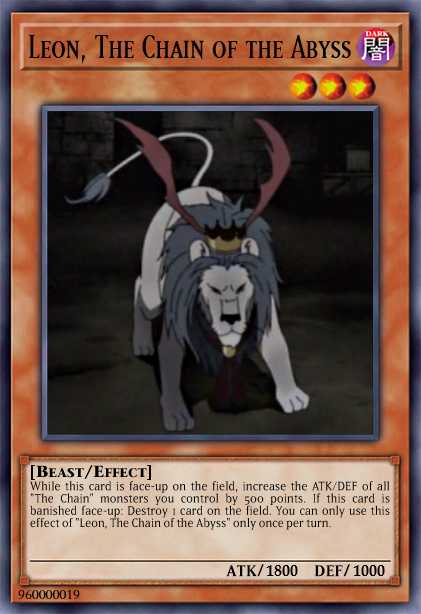 Leon, The Chain of the Abyss
DARK
闇
[Beast/Effect]
While this card is face-up on the field, increase the ATK/DEF of all
"The Chain" monsters you control by 500 points. If this card is
banished face-up: Destroy 1 card on the field. You can only use this
effect of "Leon, The Chain of the Abyss" only once per turn.
ATK/1800 DEF/1000
960000019